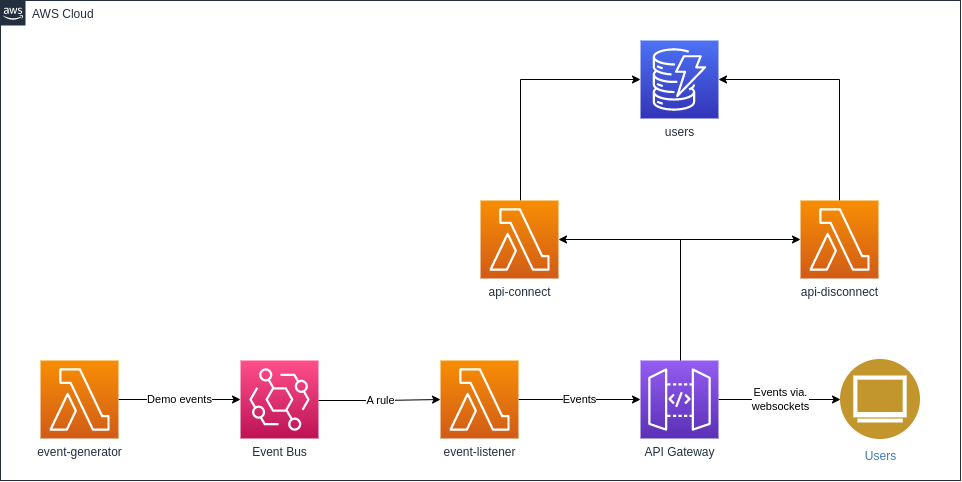 aws
AWS Cloud
users
api-connect
api-disconnect
Demo events
A rule
Events
Events via.
websockets
event-generator
Event Bus
event-listener
API Gateway
Users